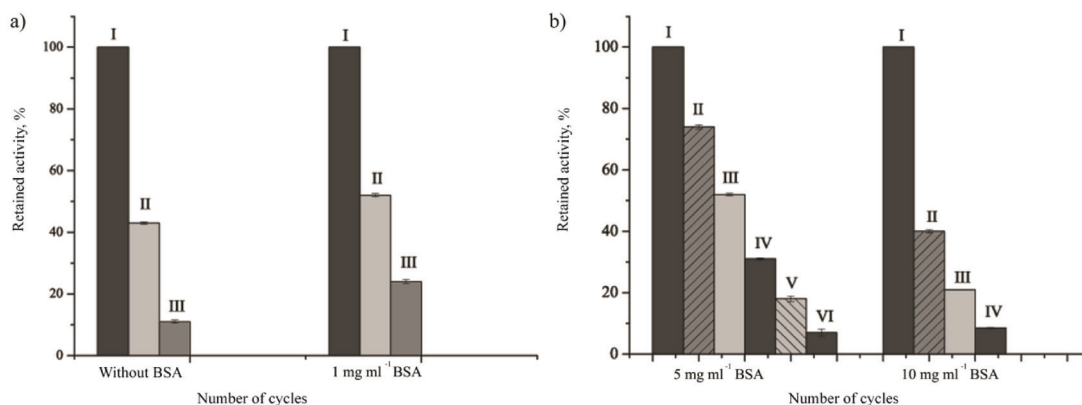 a)
Retained activity, %
100
80
60
40
20
0
I
II
III
I
II
III
Without BSA
1 mg ml⁻¹ BSA
Number of cycles
b)
Retained activity, %
100
80
60
40
20
0
I
II
III
IV
V
VI
I
II
III
IV
5 mg ml⁻¹ BSA
10 mg ml⁻¹ BSA
Number of cycles